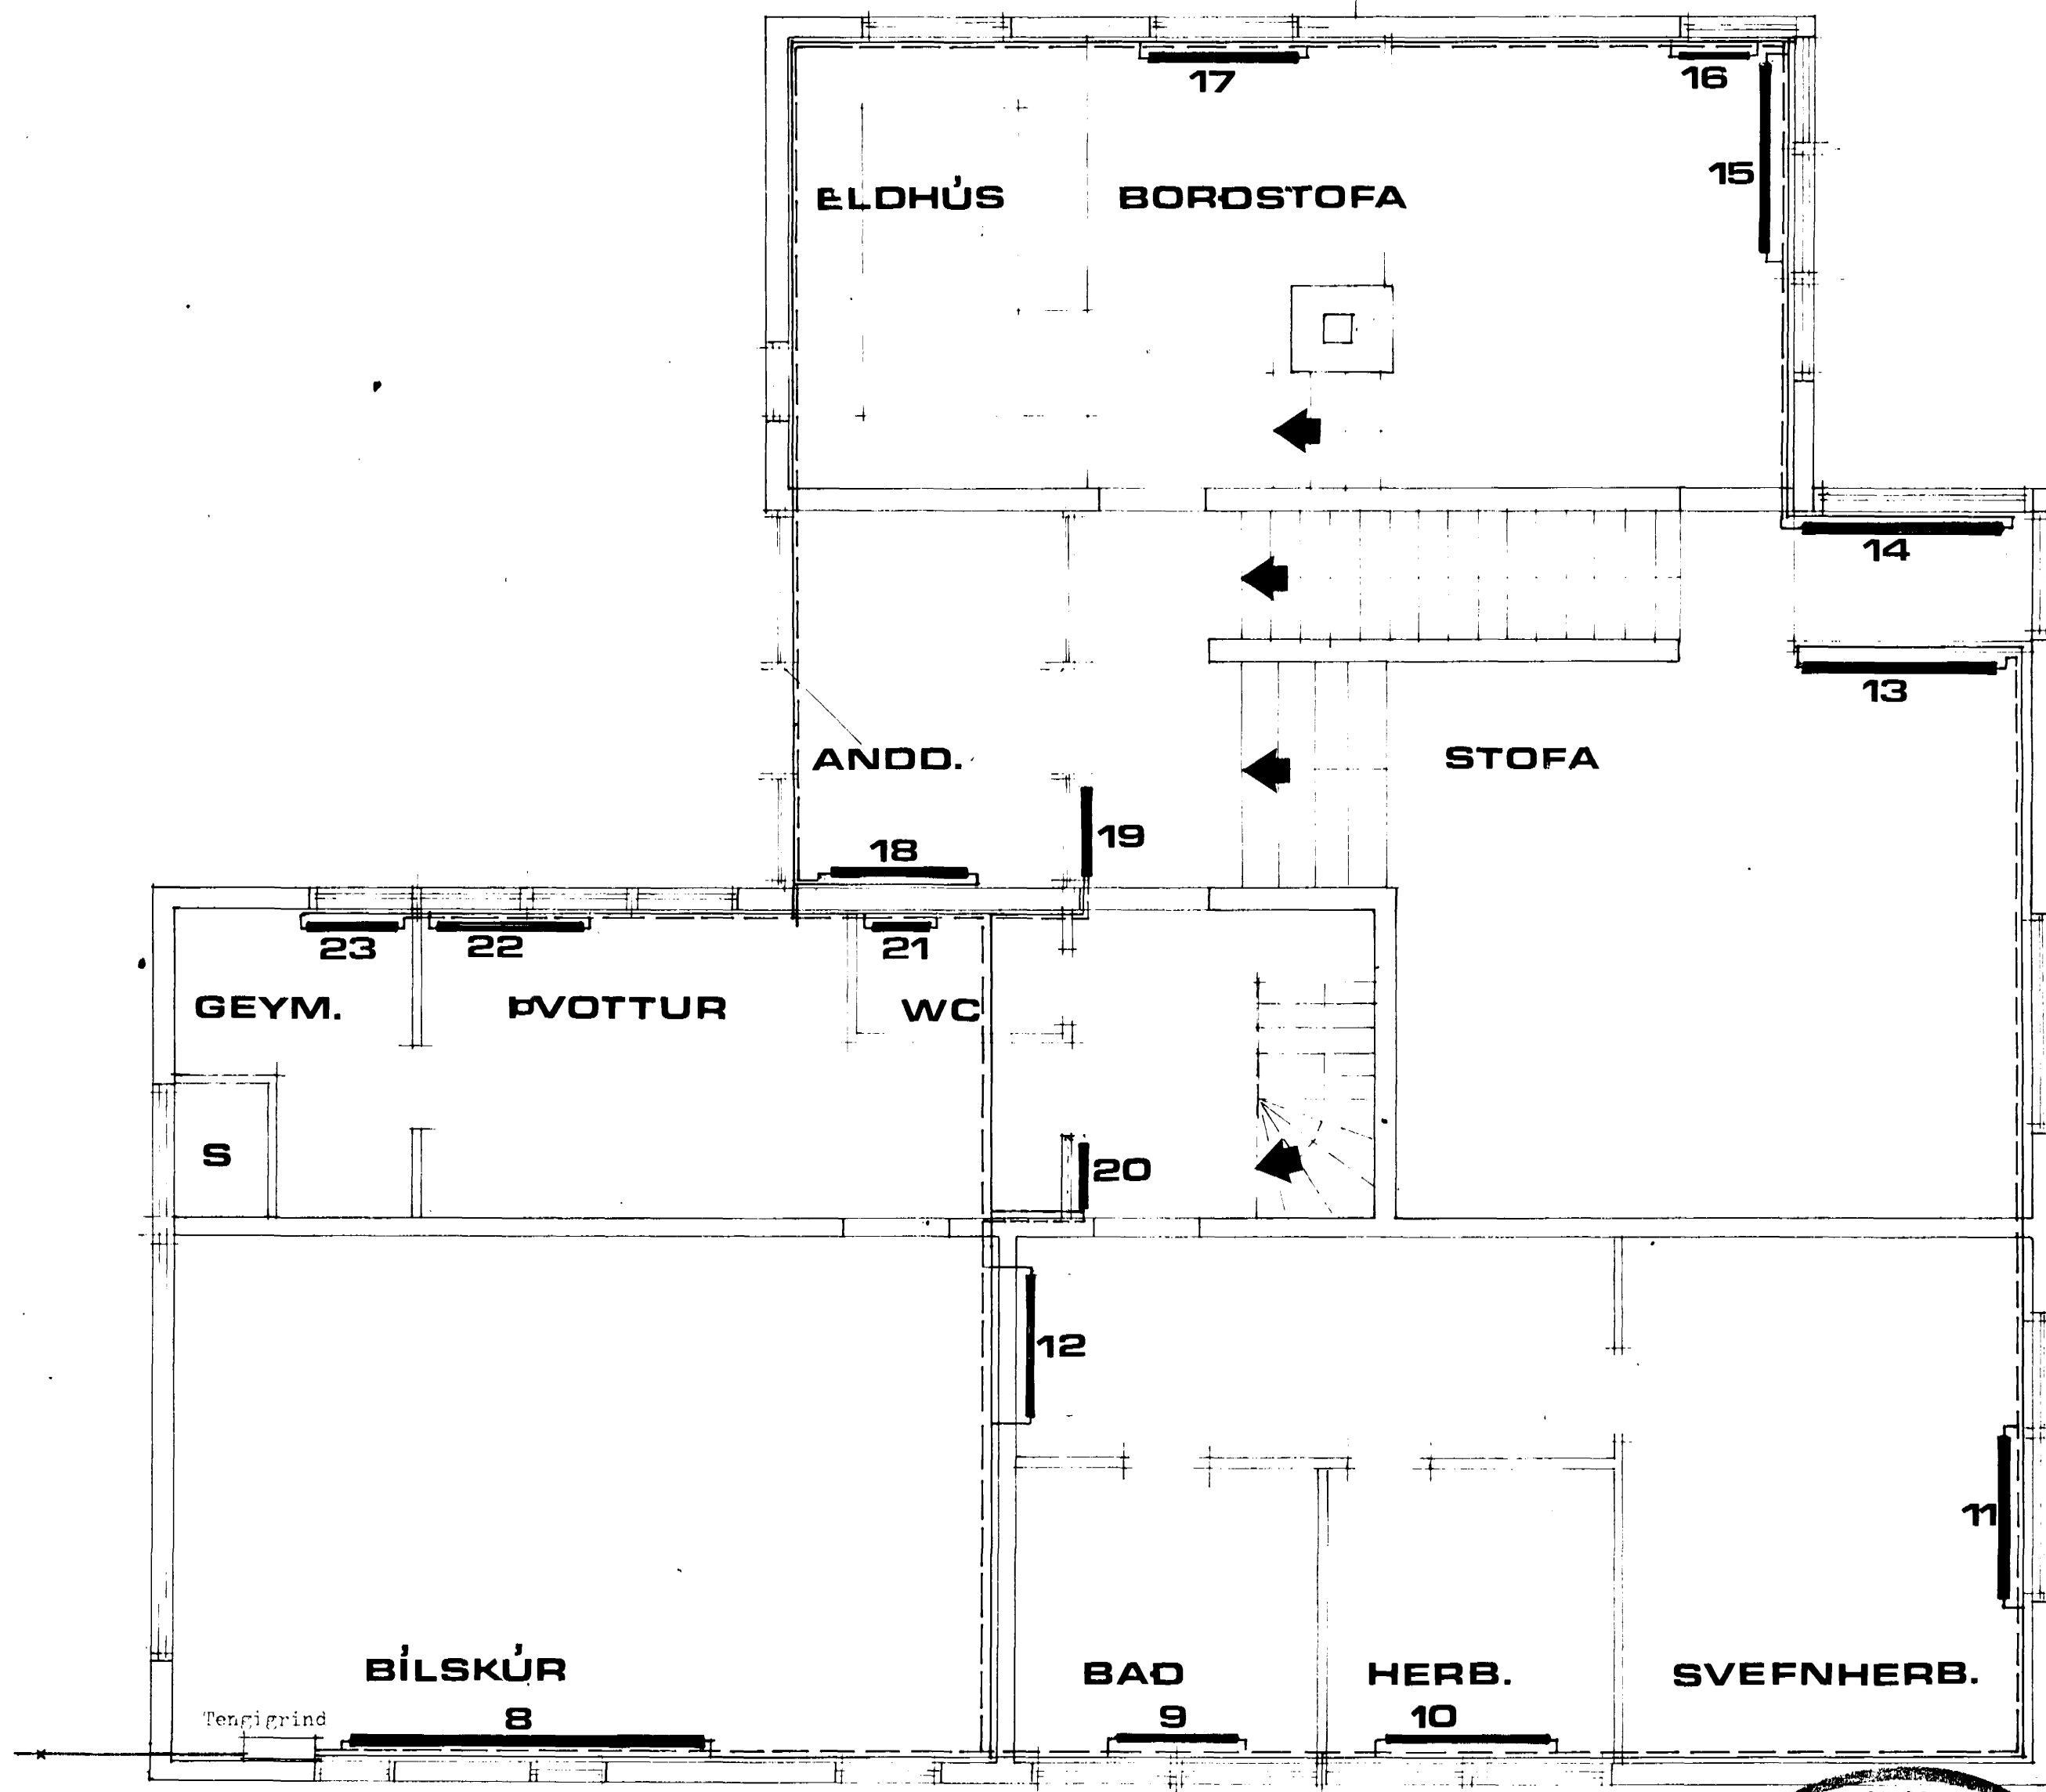 17
16
15
ELDHÚS
BORÐSTOFA
14
13
ANDD.
STOFA
19
18
23
22
21
GEYM.
ÞVOTTUR
WC
S
20
12
11
BÍLSKÚR
BAÐ
HERB.
SVEFNHERB.
Tengigrind
8
9
10